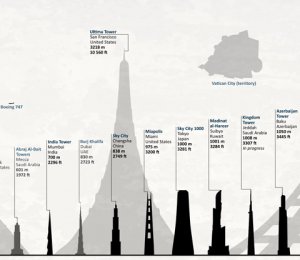 Boeing 747
Ultima Tower
San Francisco
United States
3218 m
10 560 ft
Vatican City (territory)
Abraj Al-Bait
Towers
Mecca
Saudi Arabia
601 m
1972 ft
India Tower
Mumbai
India
700 m
2296 ft
Burj Khalifa
Dubai
UAE
830 m
2723 ft
Sky City
Changsha
China
838 m
2749 ft
Miapolis
Miami
United States
975 m
3200 ft
Sky City 1000
Tokyo
Japan
1000 m
3281 ft
Madinat
al-Hareer
Subiya
Kuwait
1001 m
3284 ft
Kingdom
Tower
Jeddah
Saudi Arabia
1008 m
3307 ft
in progress
Azerbaijan
Tower
Baku
Azerbaijan
1050 m
3445 ft